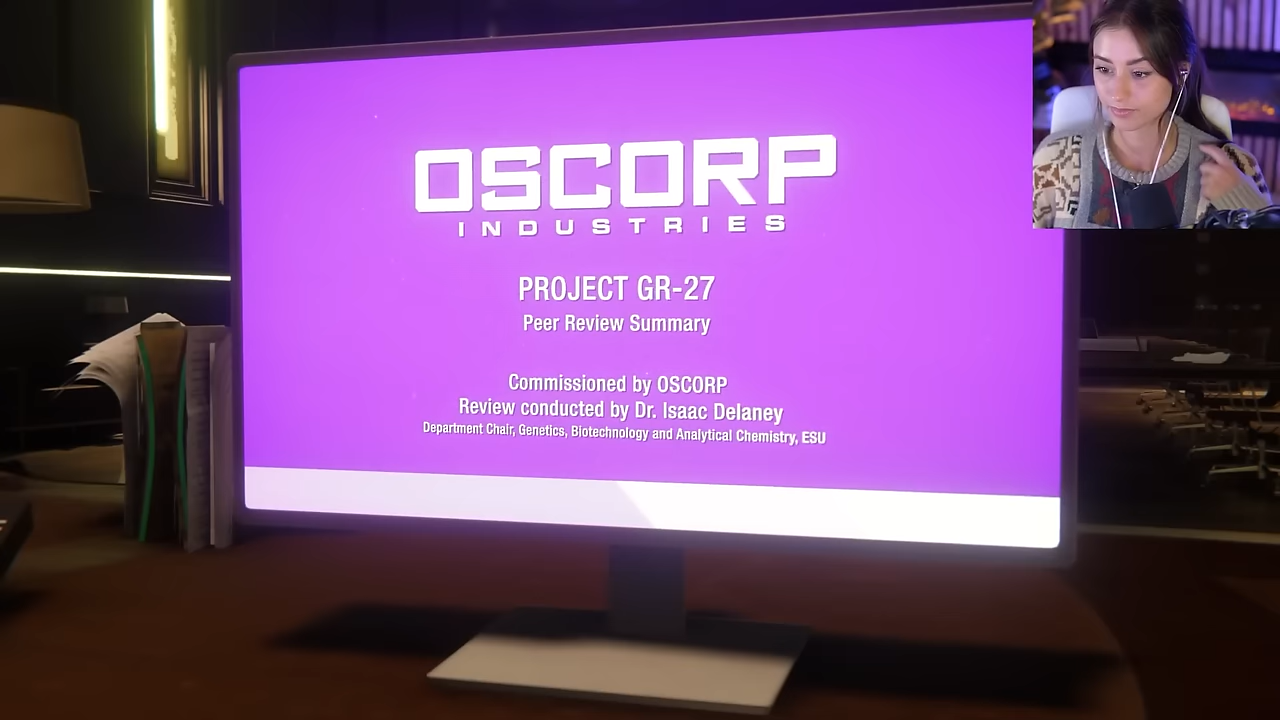 OSCORP
INDUSTRIES
PROJECT GR-27
Peer Review Summary
Commissioned by OSCORP
Review conducted by Dr. Isaac Delaney
Department Chair, Genetics, Biotechnology and Analytical Chemistry, ESU